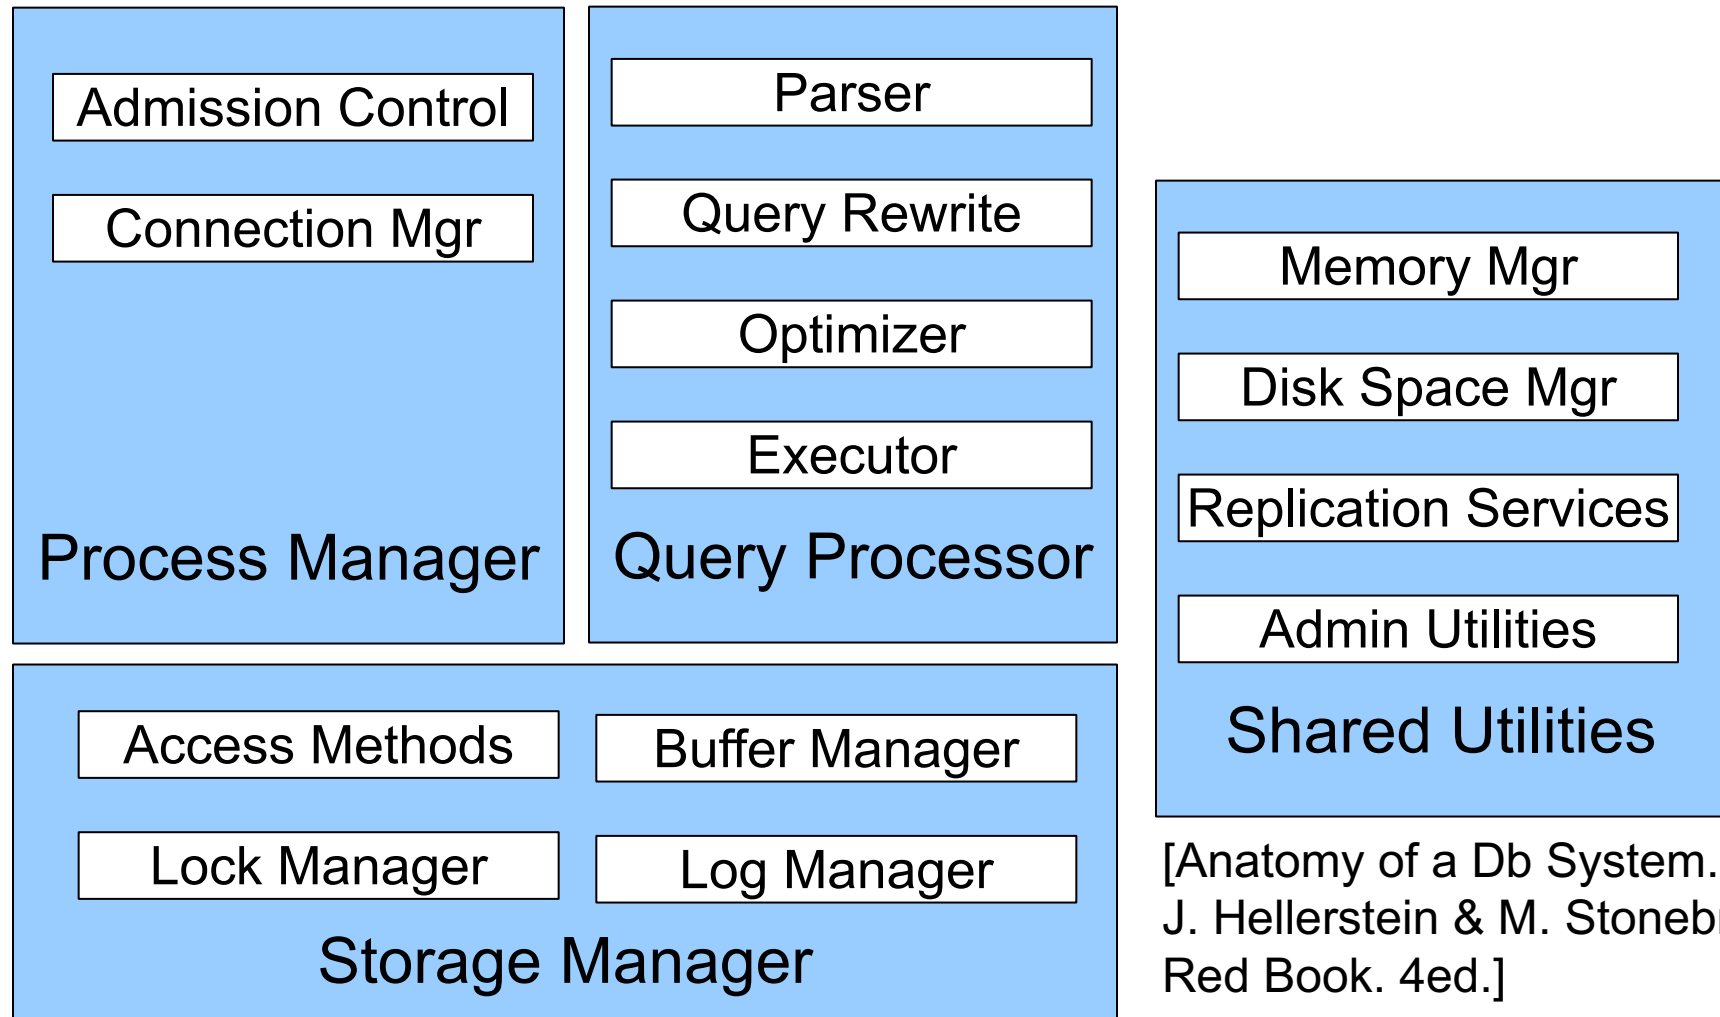 Admission Control
Connection Mgr
Process Manager
Parser
Query Rewrite
Optimizer
Executor
Query Processor
Access Methods
Buffer Manager
Lock Manager
Log Manager
Storage Manager
Memory Mgr
Disk Space Mgr
Replication Services
Admin Utilities
Shared Utilities
[Anatomy of a Db System.
J. Hellerstein & M.
Red Book. 4ed.]